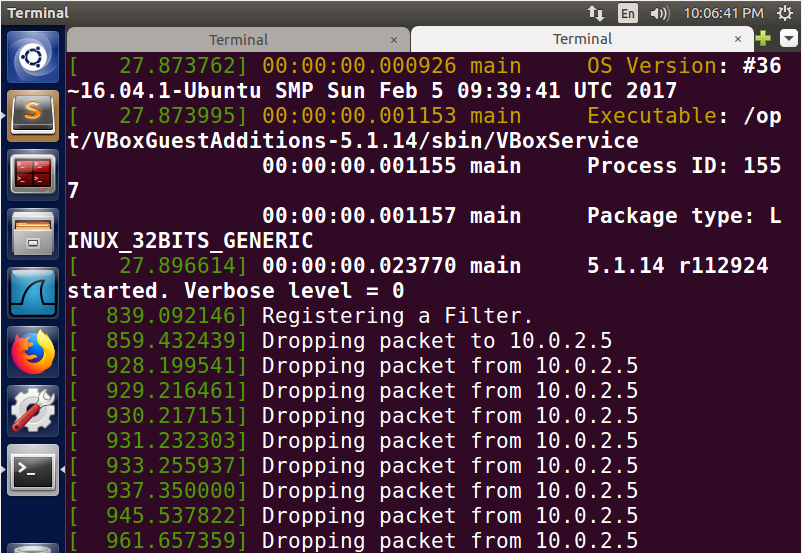 Terminal En 10:06:41 PM
Terminal × Terminal ×
[   27.873762] 00:00:00.000926 main     OS Version: #36
~16.04.1-Ubuntu SMP Sun Feb 5 09:39:41 UTC 2017
[   27.873995] 00:00:00.001153 main     Executable: /op
t/VBoxGuestAdditions-5.1.14/sbin/VBoxService
               00:00:00.001155 main     Process ID: 155
7
               00:00:00.001157 main     Package type: L
INUX_32BITS_GENERIC
[   27.896614] 00:00:00.023770 main     5.1.14 r112924
started. Verbose level = 0
[  839.092146] Registering a Filter.
[  859.432439] Dropping packet to 10.0.2.5
[  928.199541] Dropping packet from 10.0.2.5
[  929.216461] Dropping packet from 10.0.2.5
[  930.217151] Dropping packet from 10.0.2.5
[  931.232303] Dropping packet from 10.0.2.5
[  933.255937] Dropping packet from 10.0.2.5
[  937.350000] Dropping packet from 10.0.2.5
[  945.537822] Dropping packet from 10.0.2.5
[  961.657359] Dropping packet from 10.0.2.5